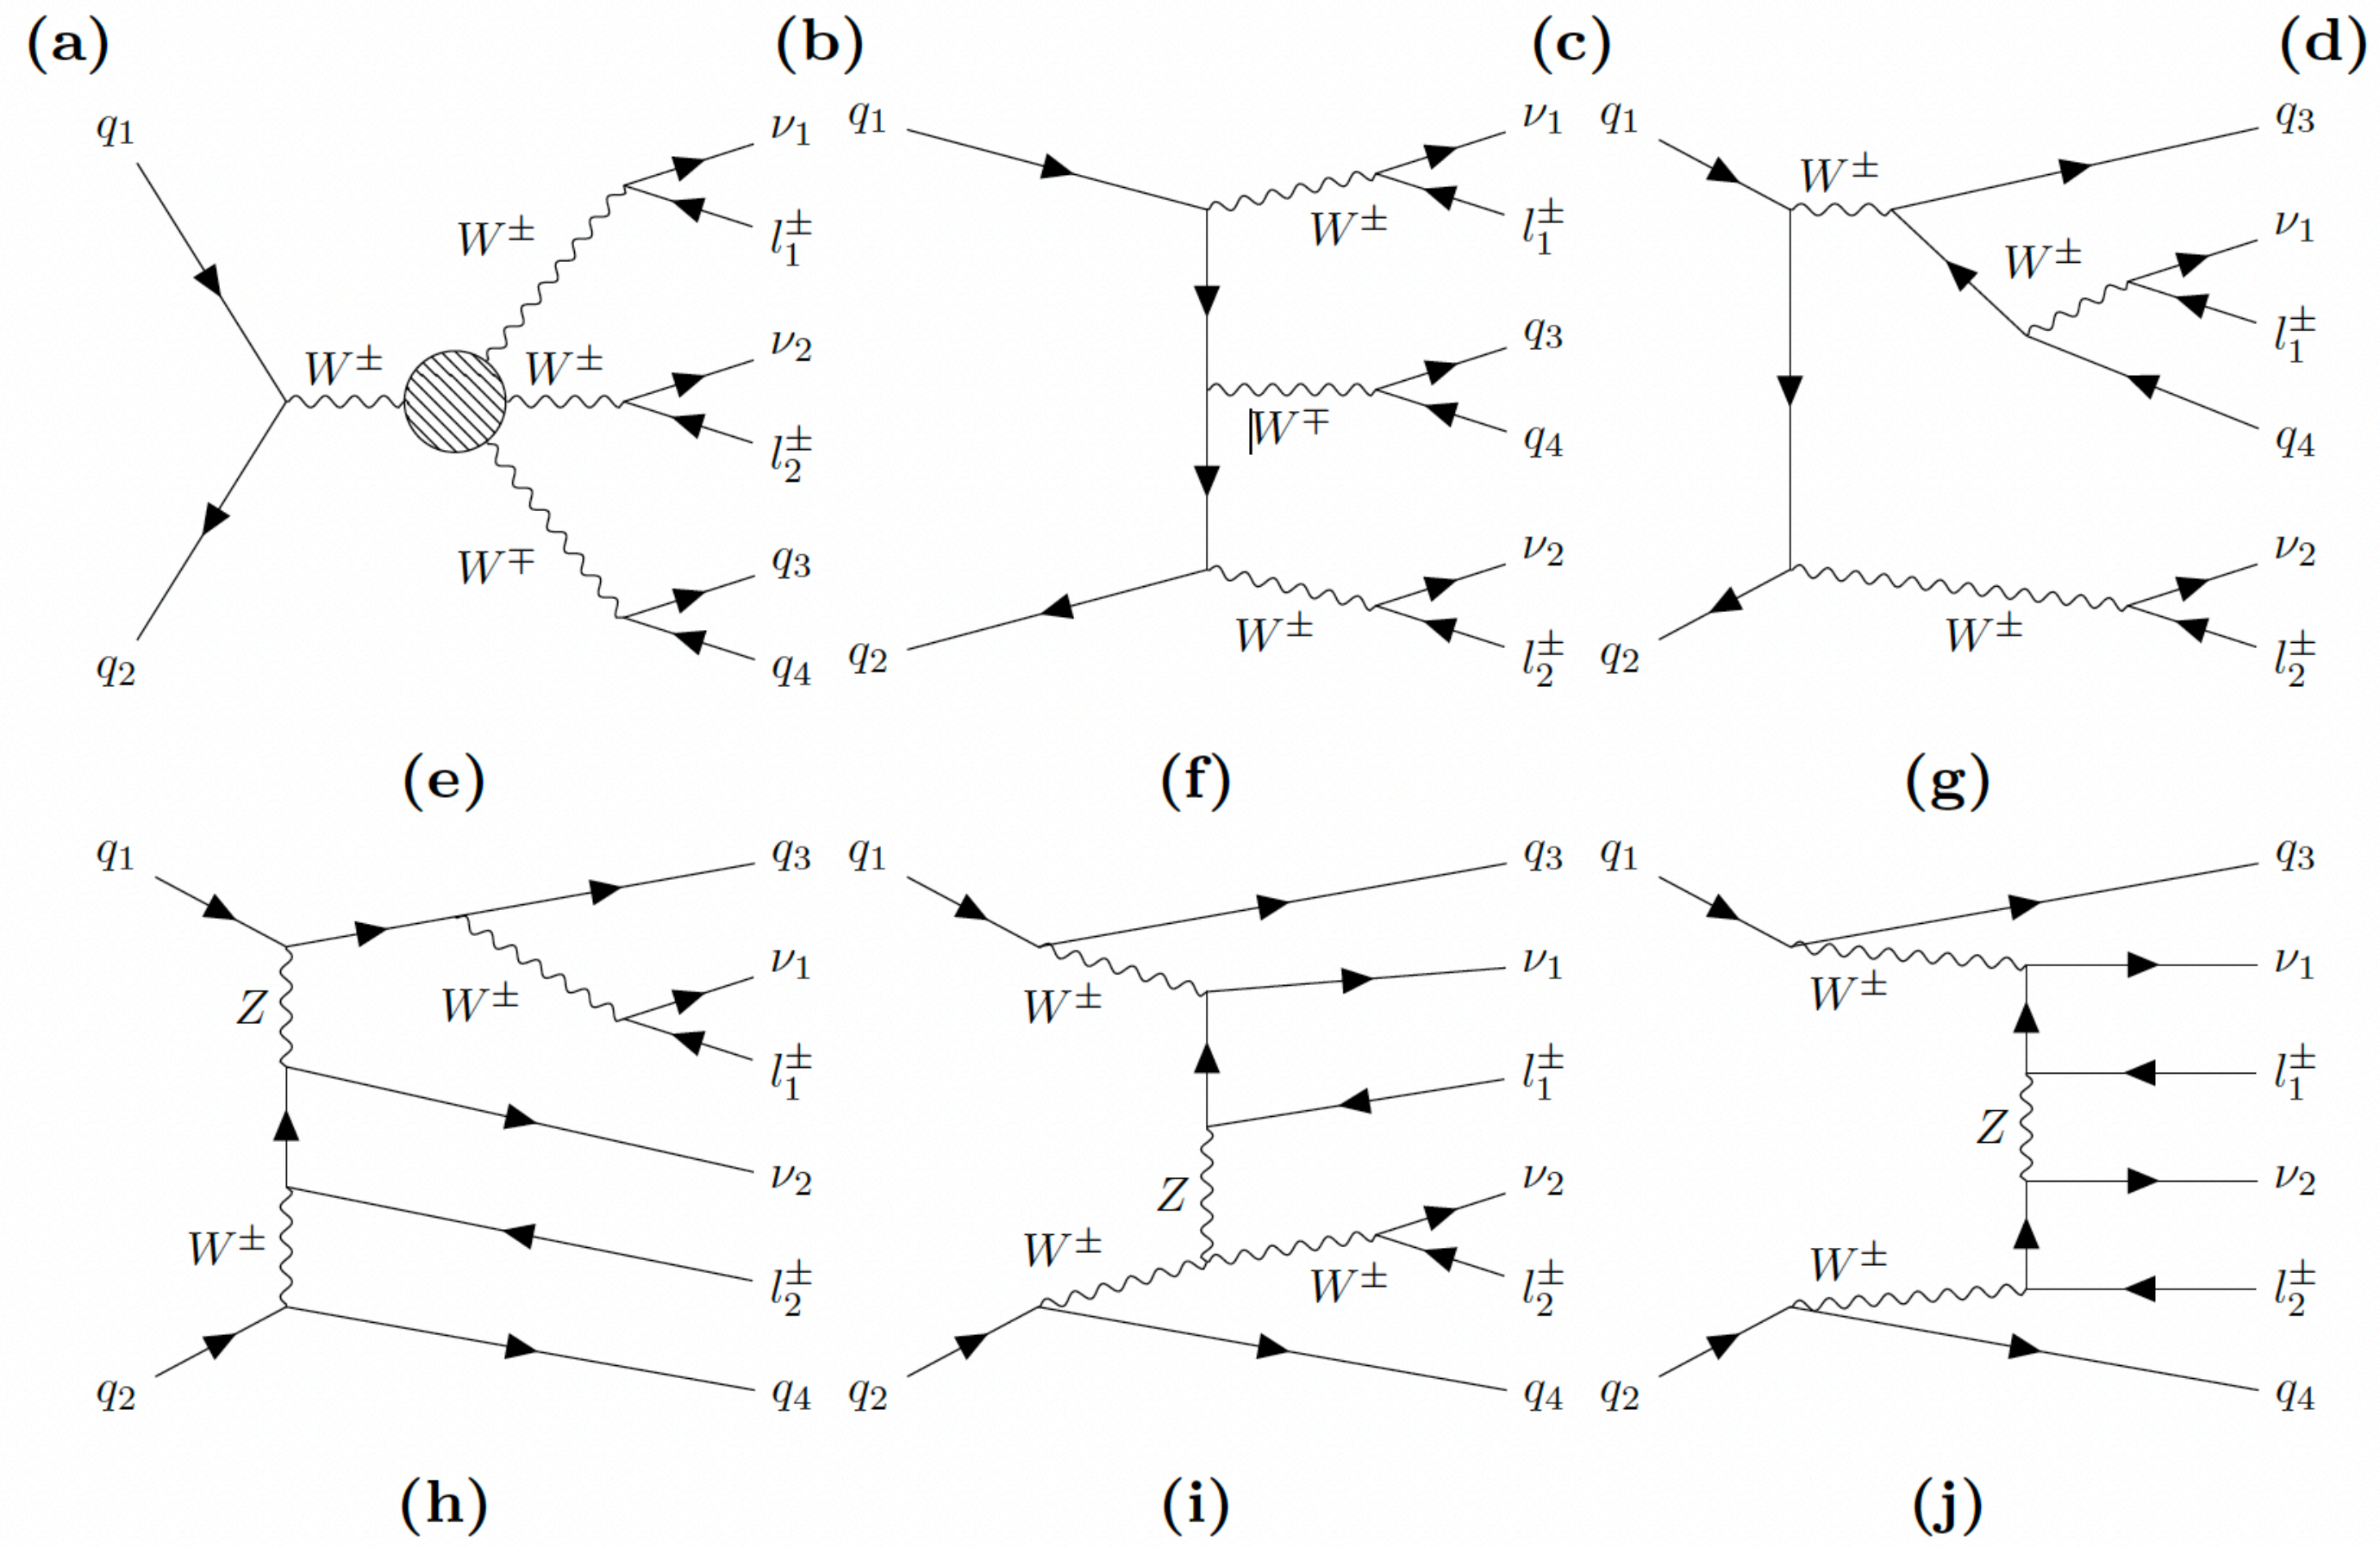 (a) (b) (c) (d)
q₁ W± W± W± W∓ q₂ ν₁ l₁± ν₂ l₂± q₃ q₄
q₁ W± W∓ W± q₂ ν₁ l₁± q₃ q₄ ν₂ l₂±
q₁ W± W± W± q₂ q₃ ν₁ l₁± q₄ ν₂ l₂±
(e) (f) (g)
q₁ Z W± W± q₂ q₃ ν₁ l₁± ν₂ l₂± q₄
q₁ W± Z W± W± q₂ q₃ ν₁ l₁± ν₂ l₂± q₄
q₁ W± Z W± q₂ q₃ ν₁ l₁± ν₂ l₂± q₄
(h) (i) (j)